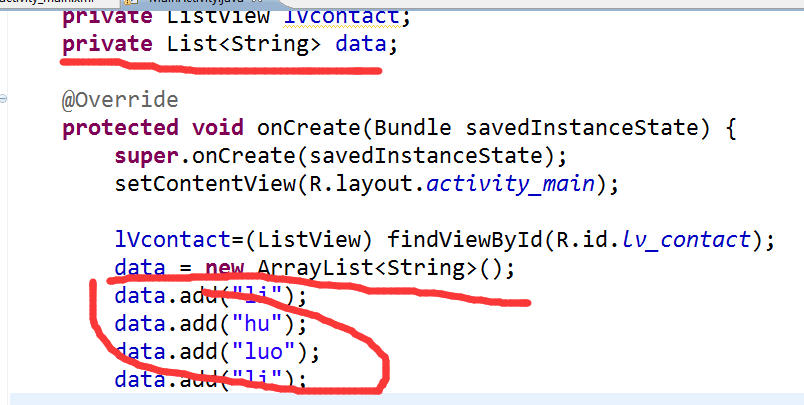 private ListView lVcontact;
private List<String> data;
@Override
protected void onCreate(Bundle savedInstanceState) {
super.onCreate(savedInstanceState);
setContentView(R.layout.activity_main);
lVcontact=(ListView) findViewById(R.id.lv_contact);
data = new ArrayList<String>();
data.add("li");
data.add("hu");
data.add("luo");
data.add("li");